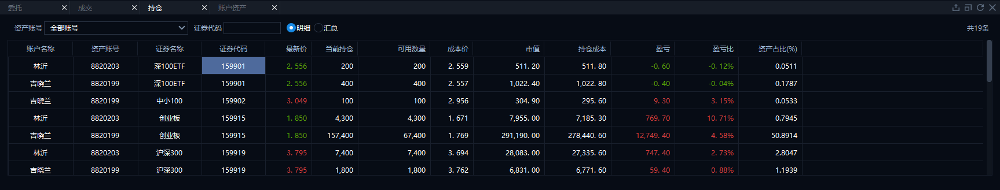 委托 成交 持仓 账户资产
资产账号 全部账号 证券代码 明细 汇总 共19条
账户名称 资产账号 证券名称 证券代码 最新价 当前持仓 可用数量 成本价 市值 持仓成本 盈亏 盈亏比 资产占比(%)
林沂 8820203 深100ETF 159901 2.556 200 200 2.559 511.20 511.80 -0.60 -0.12% 0.0511
吉晓兰 8820199 深100ETF 159901 2.556 400 400 2.557 1,022.40 1,022.80 -0.40 -0.04% 0.1787
吉晓兰 8820199 中小100 159902 3.049 100 100 2.956 304.90 295.60 9.30 3.15% 0.0533
林沂 8820203 创业板 159915 1.850 4,300 4,300 1.671 7,955.00 7,185.30 769.70 10.71% 0.7945
吉晓兰 8820199 创业板 159915 1.850 157,400 67,400 1.769 291,190.00 278,440.60 12,749.40 4.58% 50.8914
林沂 8820203 沪深300 159919 3.795 7,400 7,400 3.694 28,083.00 27,335.60 747.40 2.73% 2.8047
吉晓兰 8820199 沪深300 159919 3.795 1,800 1,800 3.762 6,831.00 6,771.60 59.40 0.88% 1.1939